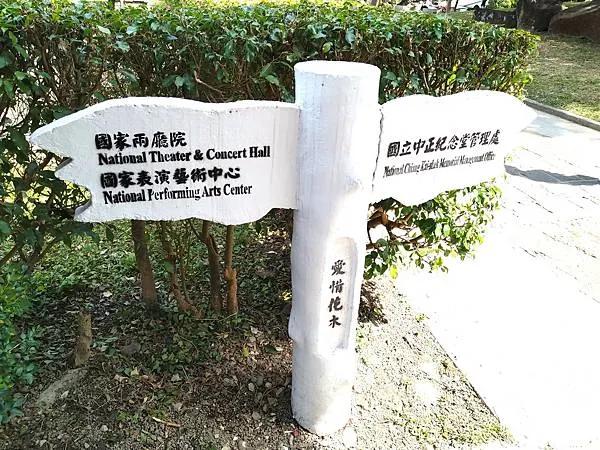 國家兩廳院
National Theater & Concert Hall
國家表演藝術中心
National Performing Arts Center
國立中正紀念堂管理處
National Chiang Kai-shek Memorial Management Office
愛惜花木